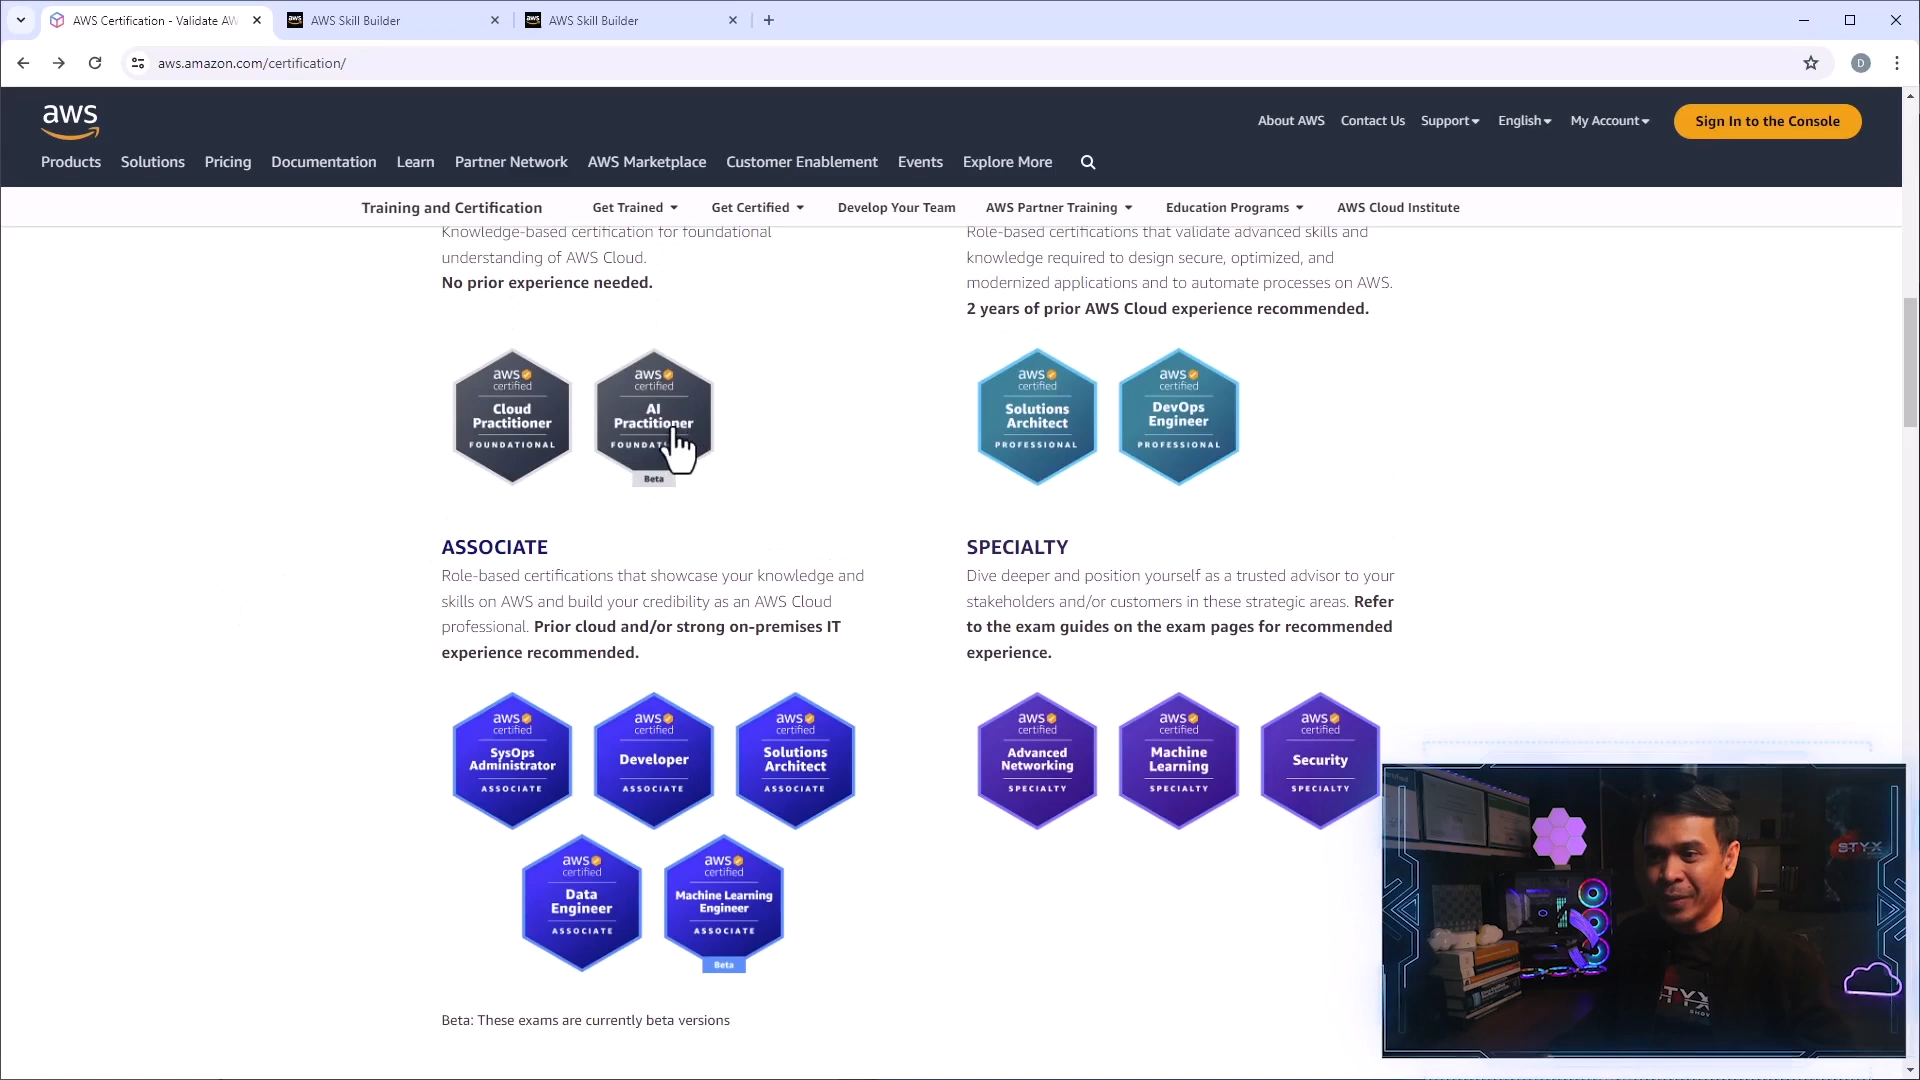 AWS Certification - Validate AW
AWS Skill Builder
AWS Skill Builder
aws.amazon.com/certification/
D
aws
About AWS
Contact Us
Support
English
My Account
Sign In to the Console
Products
Solutions
Pricing
Documentation
Learn
Partner Network
AWS Marketplace
Customer Enablement
Events
Explore More
Training and Certification
Get Trained
Get Certified
Develop Your Team
AWS Partner Training
Education Programs
AWS Cloud Institute
Knowledge-based certification for foundational
understanding of AWS Cloud.
No prior experience needed.
Role-based certifications that validate advanced skills and
knowledge required to design secure, optimized, and
modernized applications and to automate processes on AWS.
2 years of prior AWS Cloud experience recommended.
aws
certified
Cloud
Practitioner
FOUNDATIONAL
aws
certified
AI
Practitioner
Beta
aws
certified
Solutions
Architect
PROFESSIONAL
aws
certified
DevOps
Engineer
PROFESSIONAL
ASSOCIATE
Role-based certifications that showcase your knowledge and
skills on AWS and build your credibility as an AWS Cloud
professional. Prior cloud and/or strong on-premises IT
experience recommended.
SPECIALTY
Dive deeper and position yourself as a trusted advisor to your
stakeholders and/or customers in these strategic areas. Refer
to the exam guides on the exam pages for recommended
experience.
aws
certified
SysOps
Administrator
ASSOCIATE
aws
certified
Developer
ASSOCIATE
aws
certified
Solutions
Architect
ASSOCIATE
aws
certified
Advanced
Networking
SPECIALTY
aws
certified
Machine
Learning
SPECIALTY
aws
certified
Security
SPECIALTY
aws
certified
Data
Engineer
ASSOCIATE
aws
certified
Machine Learning
Engineer
ASSOCIATE
Beta
Beta: These exams are currently beta versions
STYX